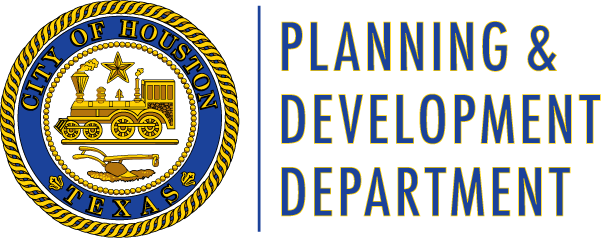 CITY OF HOUSTON
TEXAS
PLANNING &
DEVELOPMENT
DEPARTMENT